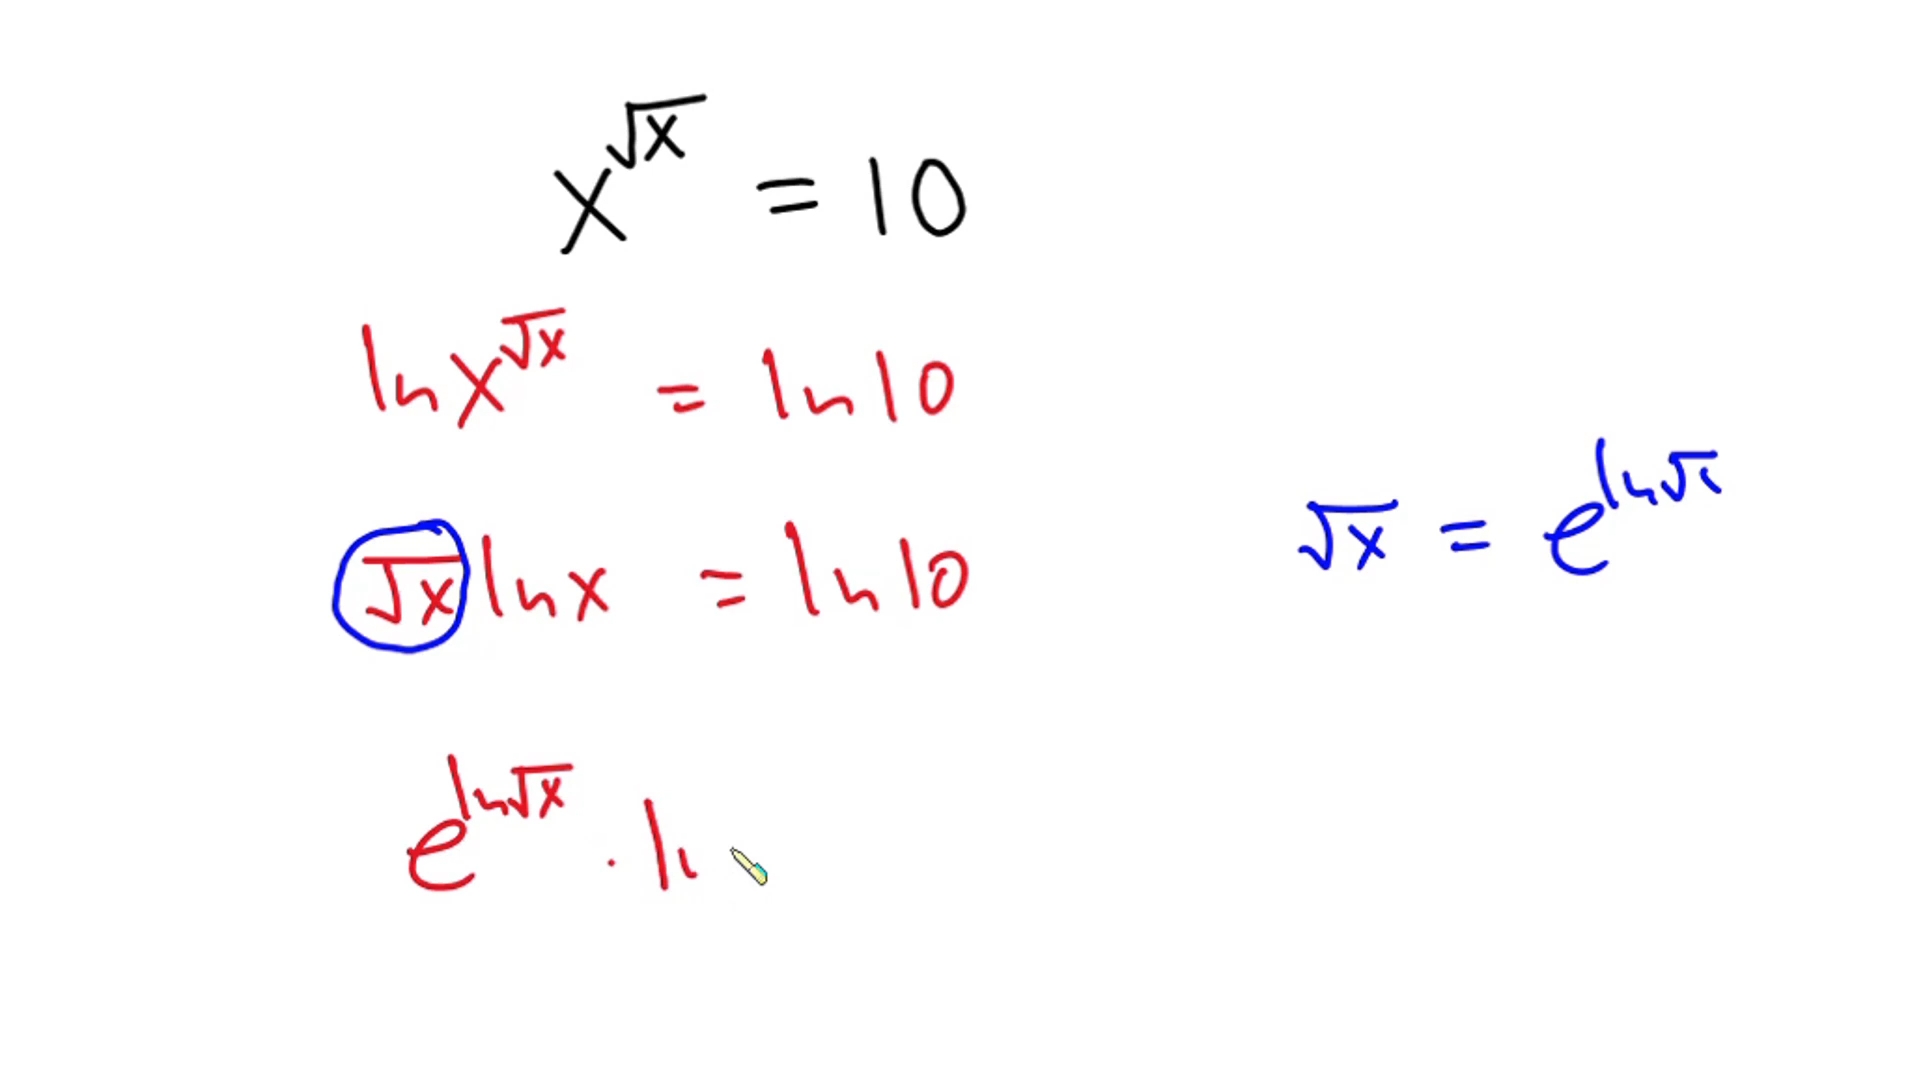 x^√x = 10
ln x^√x = ln 10
√x ln x = ln 10
√x = e^ln√
e^ln√x · l